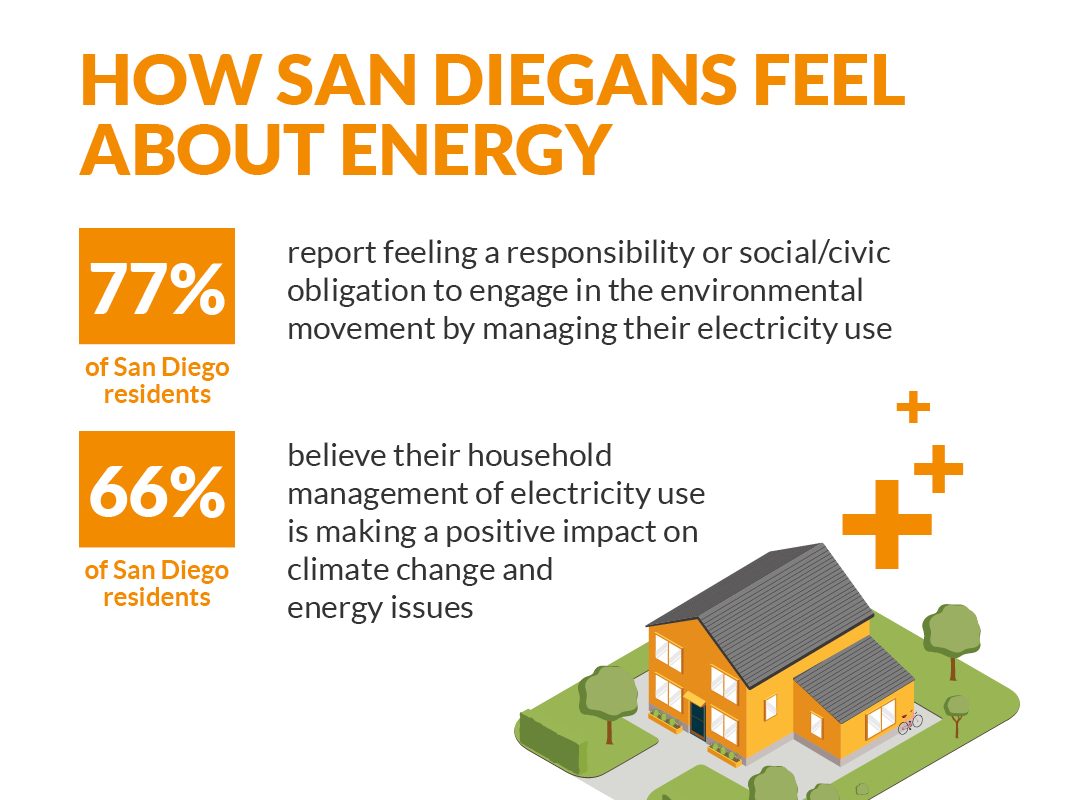 HOW SAN DIEGANS FEEL
ABOUT ENERGY
77%
of San Diego
residents
report feeling a responsibility or social/civic
obligation to engage in the environmental
movement by managing their electricity use
66%
of San Diego
residents
believe their household
management of electricity use
is making a positive impact on
climate change and
energy issues